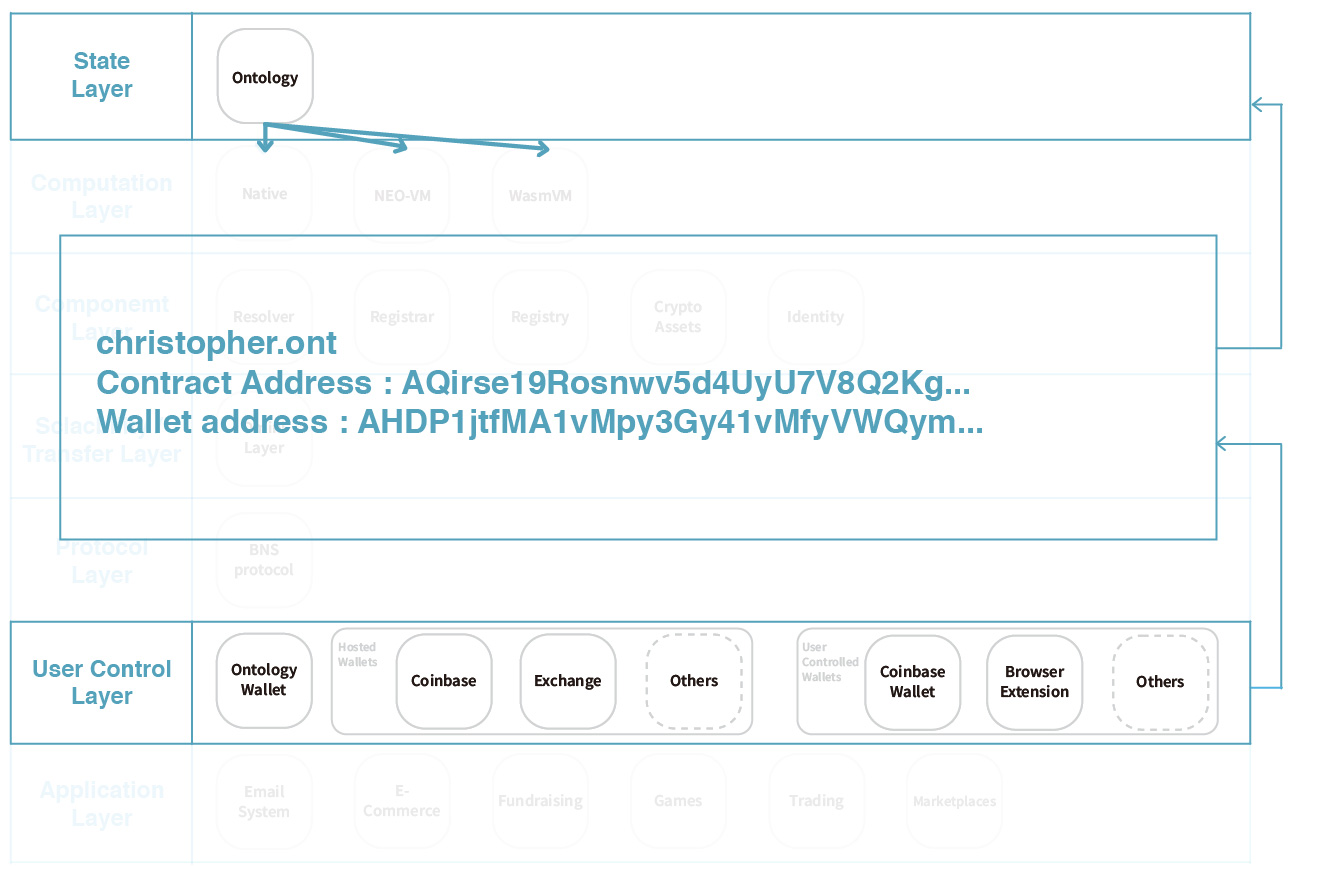 State
Layer
Ontology
Computation
Layer
Native
NEO-VM
WasmVM
Componemt
Layer
Resolver
Registrar
Registry
Crypto
Assets
Identity
christopher.ont
Contract Address : AQirse19Rosnwv5d4UyU7V8Q2Kg...
Wallet address : AHDP1jtfMA1vMpy3Gy41vMfyVWQym...
Transfer Layer
Layer
Protocol
Layer
BNS
protocol
User Control
Layer
Ontology
Wallet
Hosted
Wallets
Coinbase
Exchange
Others
User
Controlled
Wallets
Coinbase
Wallet
Browser
Extension
Others
Application
Layer
Email
System
E-
Commerce
Fundraising
Games
Trading
Marketplaces